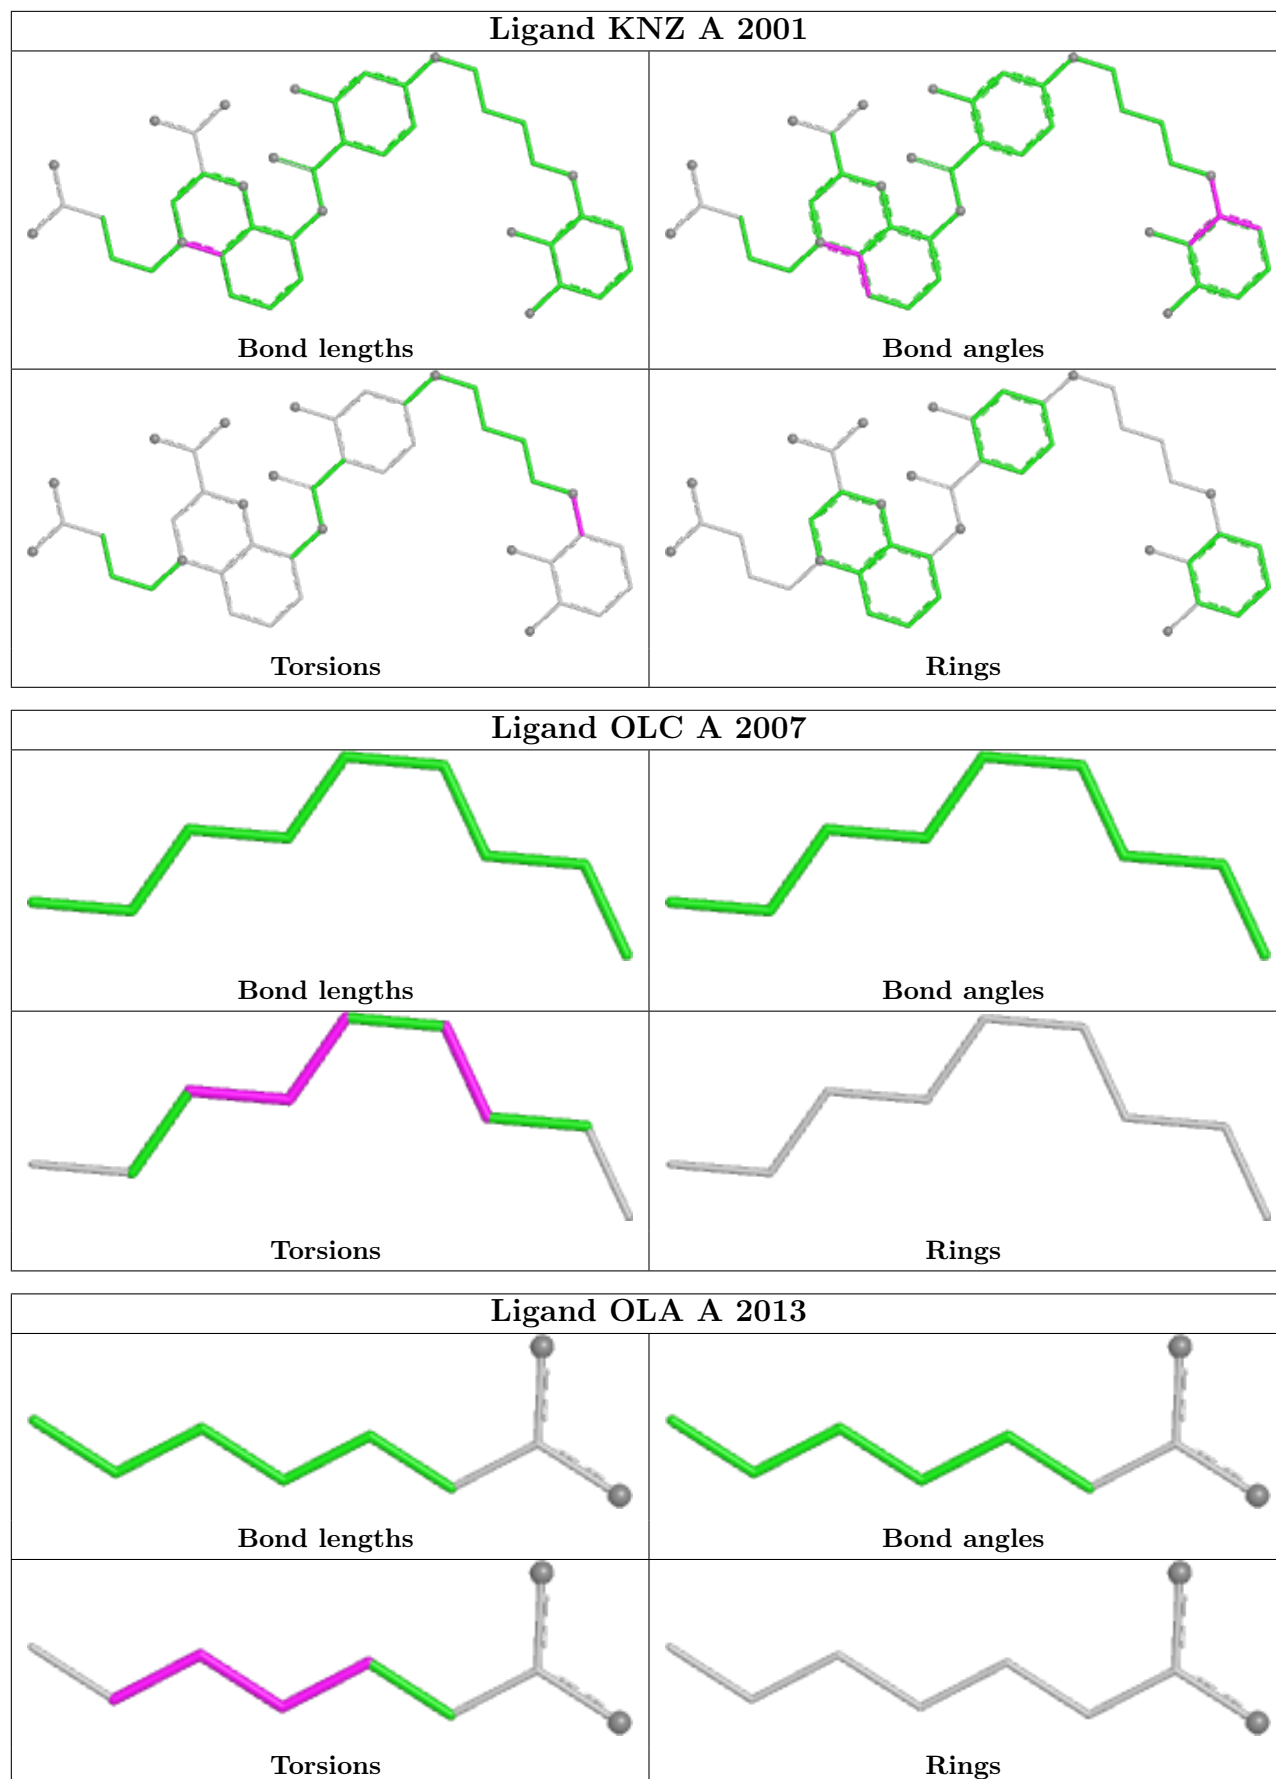 Ligand KNZ A 2001
Bond lengths
Bond angles
Torsions
Rings
Ligand OLC A 2007
Bond lengths
Bond angles
Torsions
Rings
Ligand OLA A 2013
Bond lengths
Bond angles
Torsions
Rings